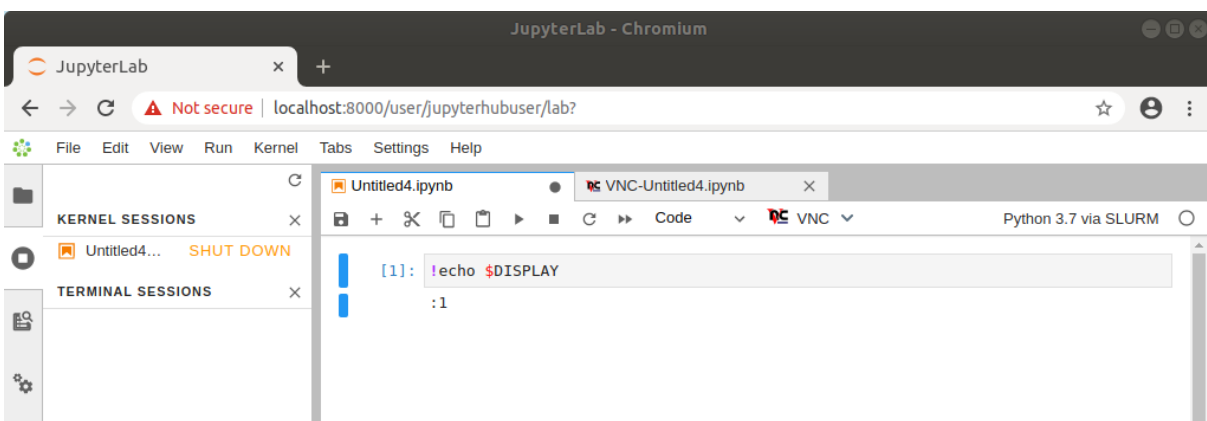 JupyterLab - Chromium
JupyterLab
Not secure | localhost:8000/user/jupyterhubuser/lab?
File Edit View Run Kernel Tabs Settings Help
Untitled4.ipynb VNC-Untitled4.ipynb
KERNEL SESSIONS
Code VNC Python 3.7 via SLURM
Untitled4... SHUT DOWN
[1]: !echo $DISPLAY
TERMINAL SESSIONS
:1